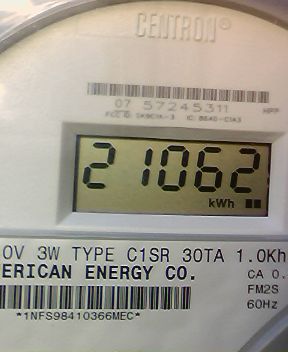 CENTRON®
07 57245311 HPP
21062
kWh
0V 3W TYPE C1SR 30TA 1.0Kh
ERICAN ENERGY CO. CA 0.
FM2S
60Hz
*1NFS98410366MEC*